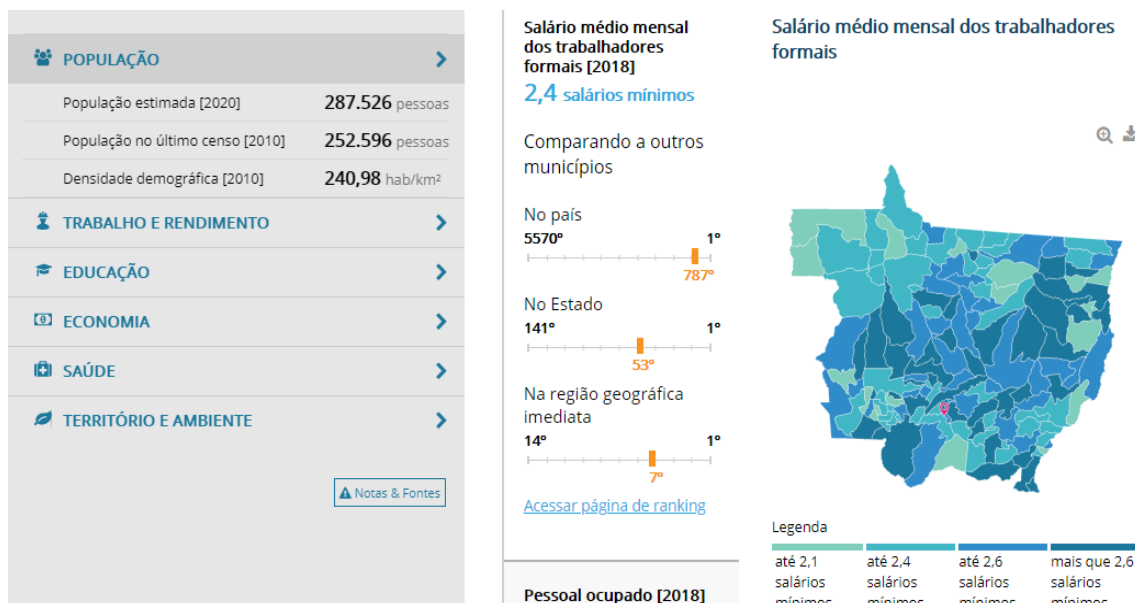 POPULAÇÃO
População estimada [2020] 287.526 pessoas
População no último censo [2010] 252.596 pessoas
Densidade demográfica [2010] 240,98 hab/km²
TRABALHO E RENDIMENTO
EDUCAÇÃO
ECONOMIA
SAÚDE
TERRITÓRIO E AMBIENTE
Notas & Fontes
Salário médio mensal
dos trabalhadores
formais [2018]
2,4 salários mínimos
Comparando a outros
municípios
No país
5570º 1º
787º
No Estado
141º 1º
53º
Na região geográfica
imediata
14º 1º
7º
Acessar página de ranking
Pessoal ocupado [2018]
Salário médio mensal dos trabalhadores
formais
Legenda
até 2,1 até 2,4 até 2,6 mais que 2,6
salários salários salários salários
mínimos mínimos mínimos mínimos